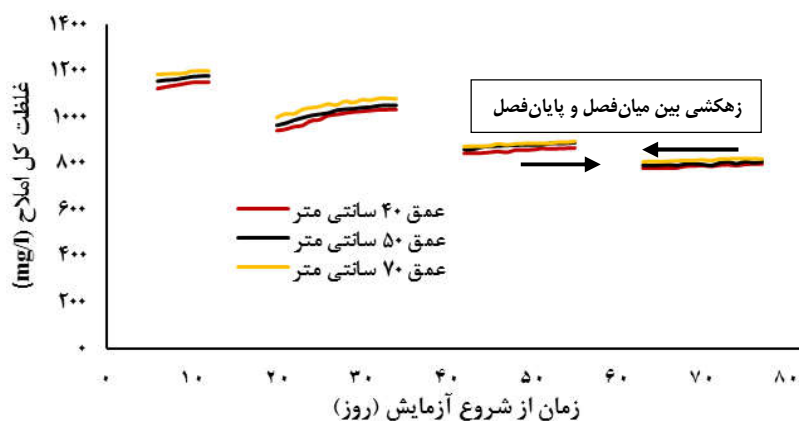 غلظت کل املاح (mg/l)
۱۴۰۰
۱۲۰۰
۱۰۰۰
۸۰۰
۶۰۰
۴۰۰
۲۰۰
۰
زهکشی بین میان‌فصل و پایان‌فصل
عمق ۴۰ سانتی متر
عمق ۵۰ سانتی متر
عمق ۷۰ سانتی متر
۰ ۱۰ ۲۰ ۳۰ ۴۰ ۵۰ ۶۰ ۷۰ ۸۰
زمان از شروع آزمایش (روز)